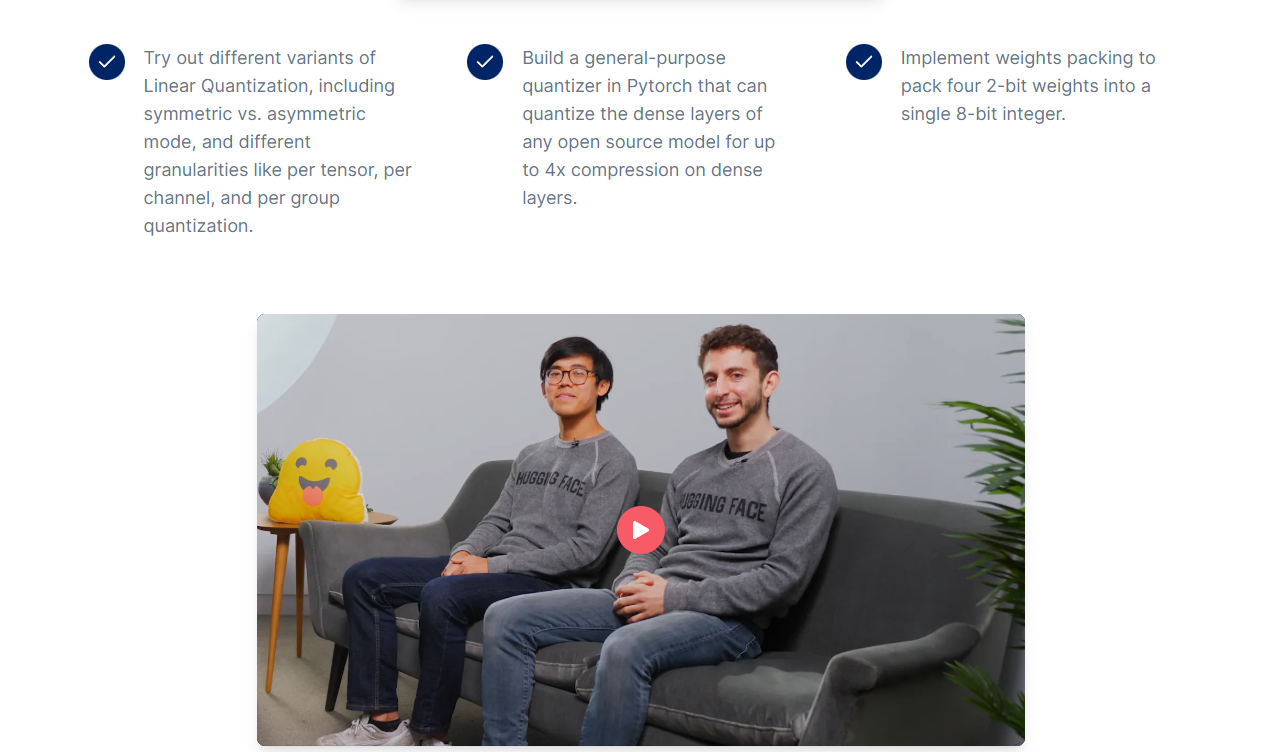 Try out different variants of
Linear Quantization, including
symmetric vs. asymmetric
mode, and different
granularities like per tensor, per
channel, and per group
quantization.
Build a general-purpose
quantizer in Pytorch that can
quantize the dense layers of
any open source model for up
to 4x compression on dense
layers.
Implement weights packing to
pack four 2-bit weights into a
single 8-bit integer.
HUGGING FACE
HUGGING FACE